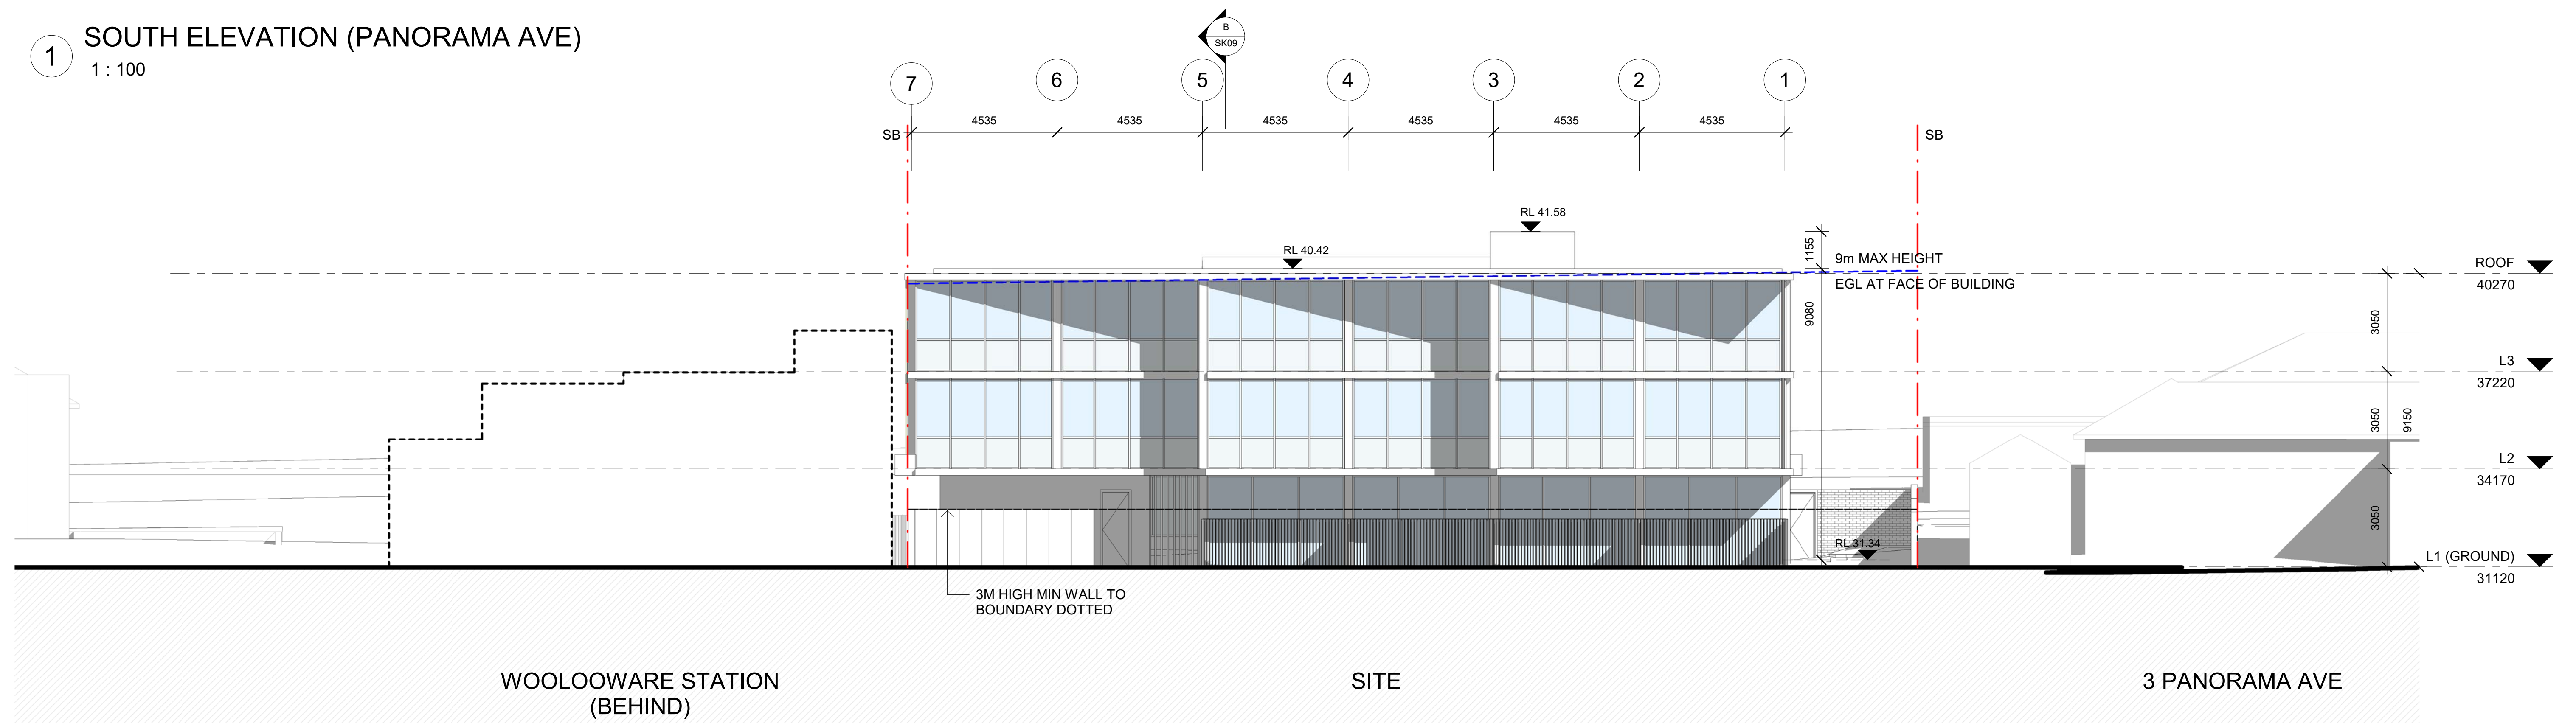 1
SOUTH ELEVATION (PANORAMA AVE)
1 : 100
B
SK09
7
6
5
4
3
2
1
SB
4535
4535
4535
4535
4535
4535
SB
RL 41.58
RL 40.42
1155
9m MAX HEIGHT
EGL AT FACE OF BUILDING
9080
ROOF
40270
3050
L3
37220
3050
9150
L2
34170
3050
RL 31.34
L1 (GROUND)
31120
3M HIGH MIN WALL TO
BOUNDARY DOTTED
WOOLOOWARE STATION
(BEHIND)
SITE
3 PANORAMA AVE